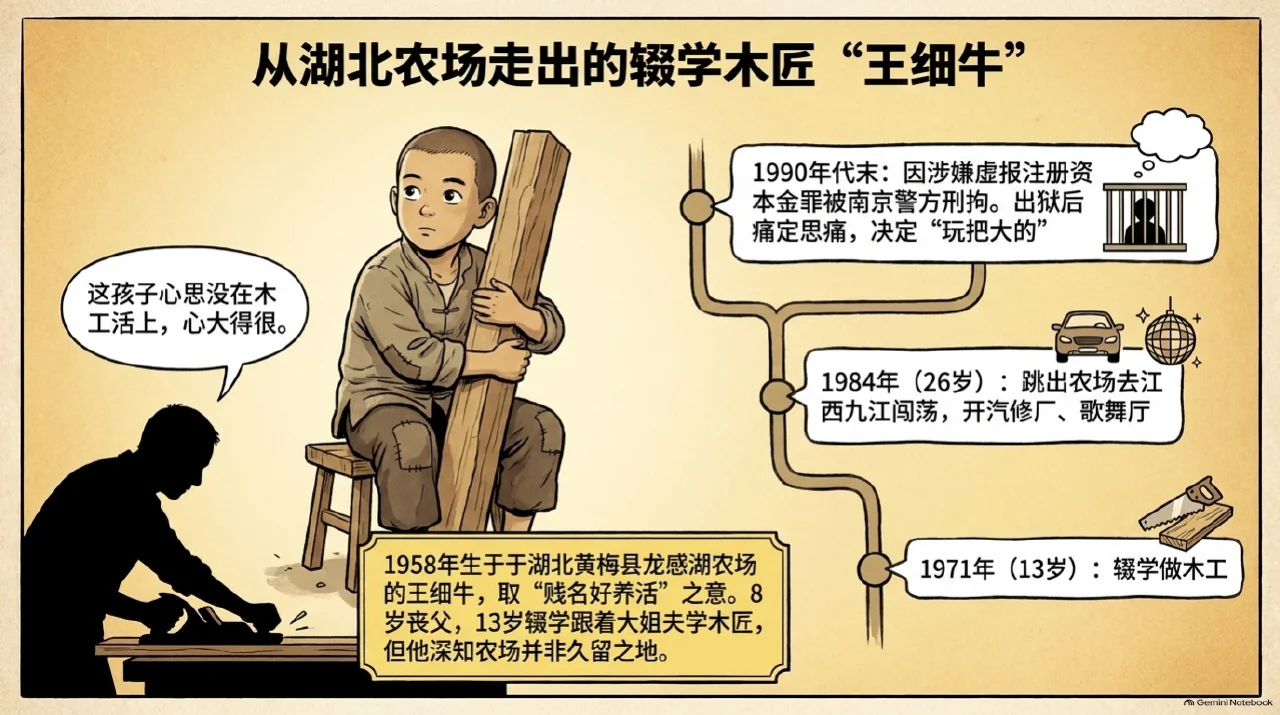 从湖北农场走出的辍学木匠“王细牛”
这孩子心思没在木
工活上，心大得很。
1958年生于于湖北黄梅县龙感湖农场
的王细牛，取“贱名好养活”之意。8
岁丧父，13岁辍学跟着大姐夫学木匠，
但他深知农场并非久留之地。
1990年代末：因涉嫌虚报注册资
本金罪被南京警方刑拘。出狱后
痛定思痛，决定“玩把大的”
1984年（26岁）：跳出农场去江
西九江闯荡，开汽修厂、歌舞厅
1971年（13岁）：辍学做木工
Gemini Notebook